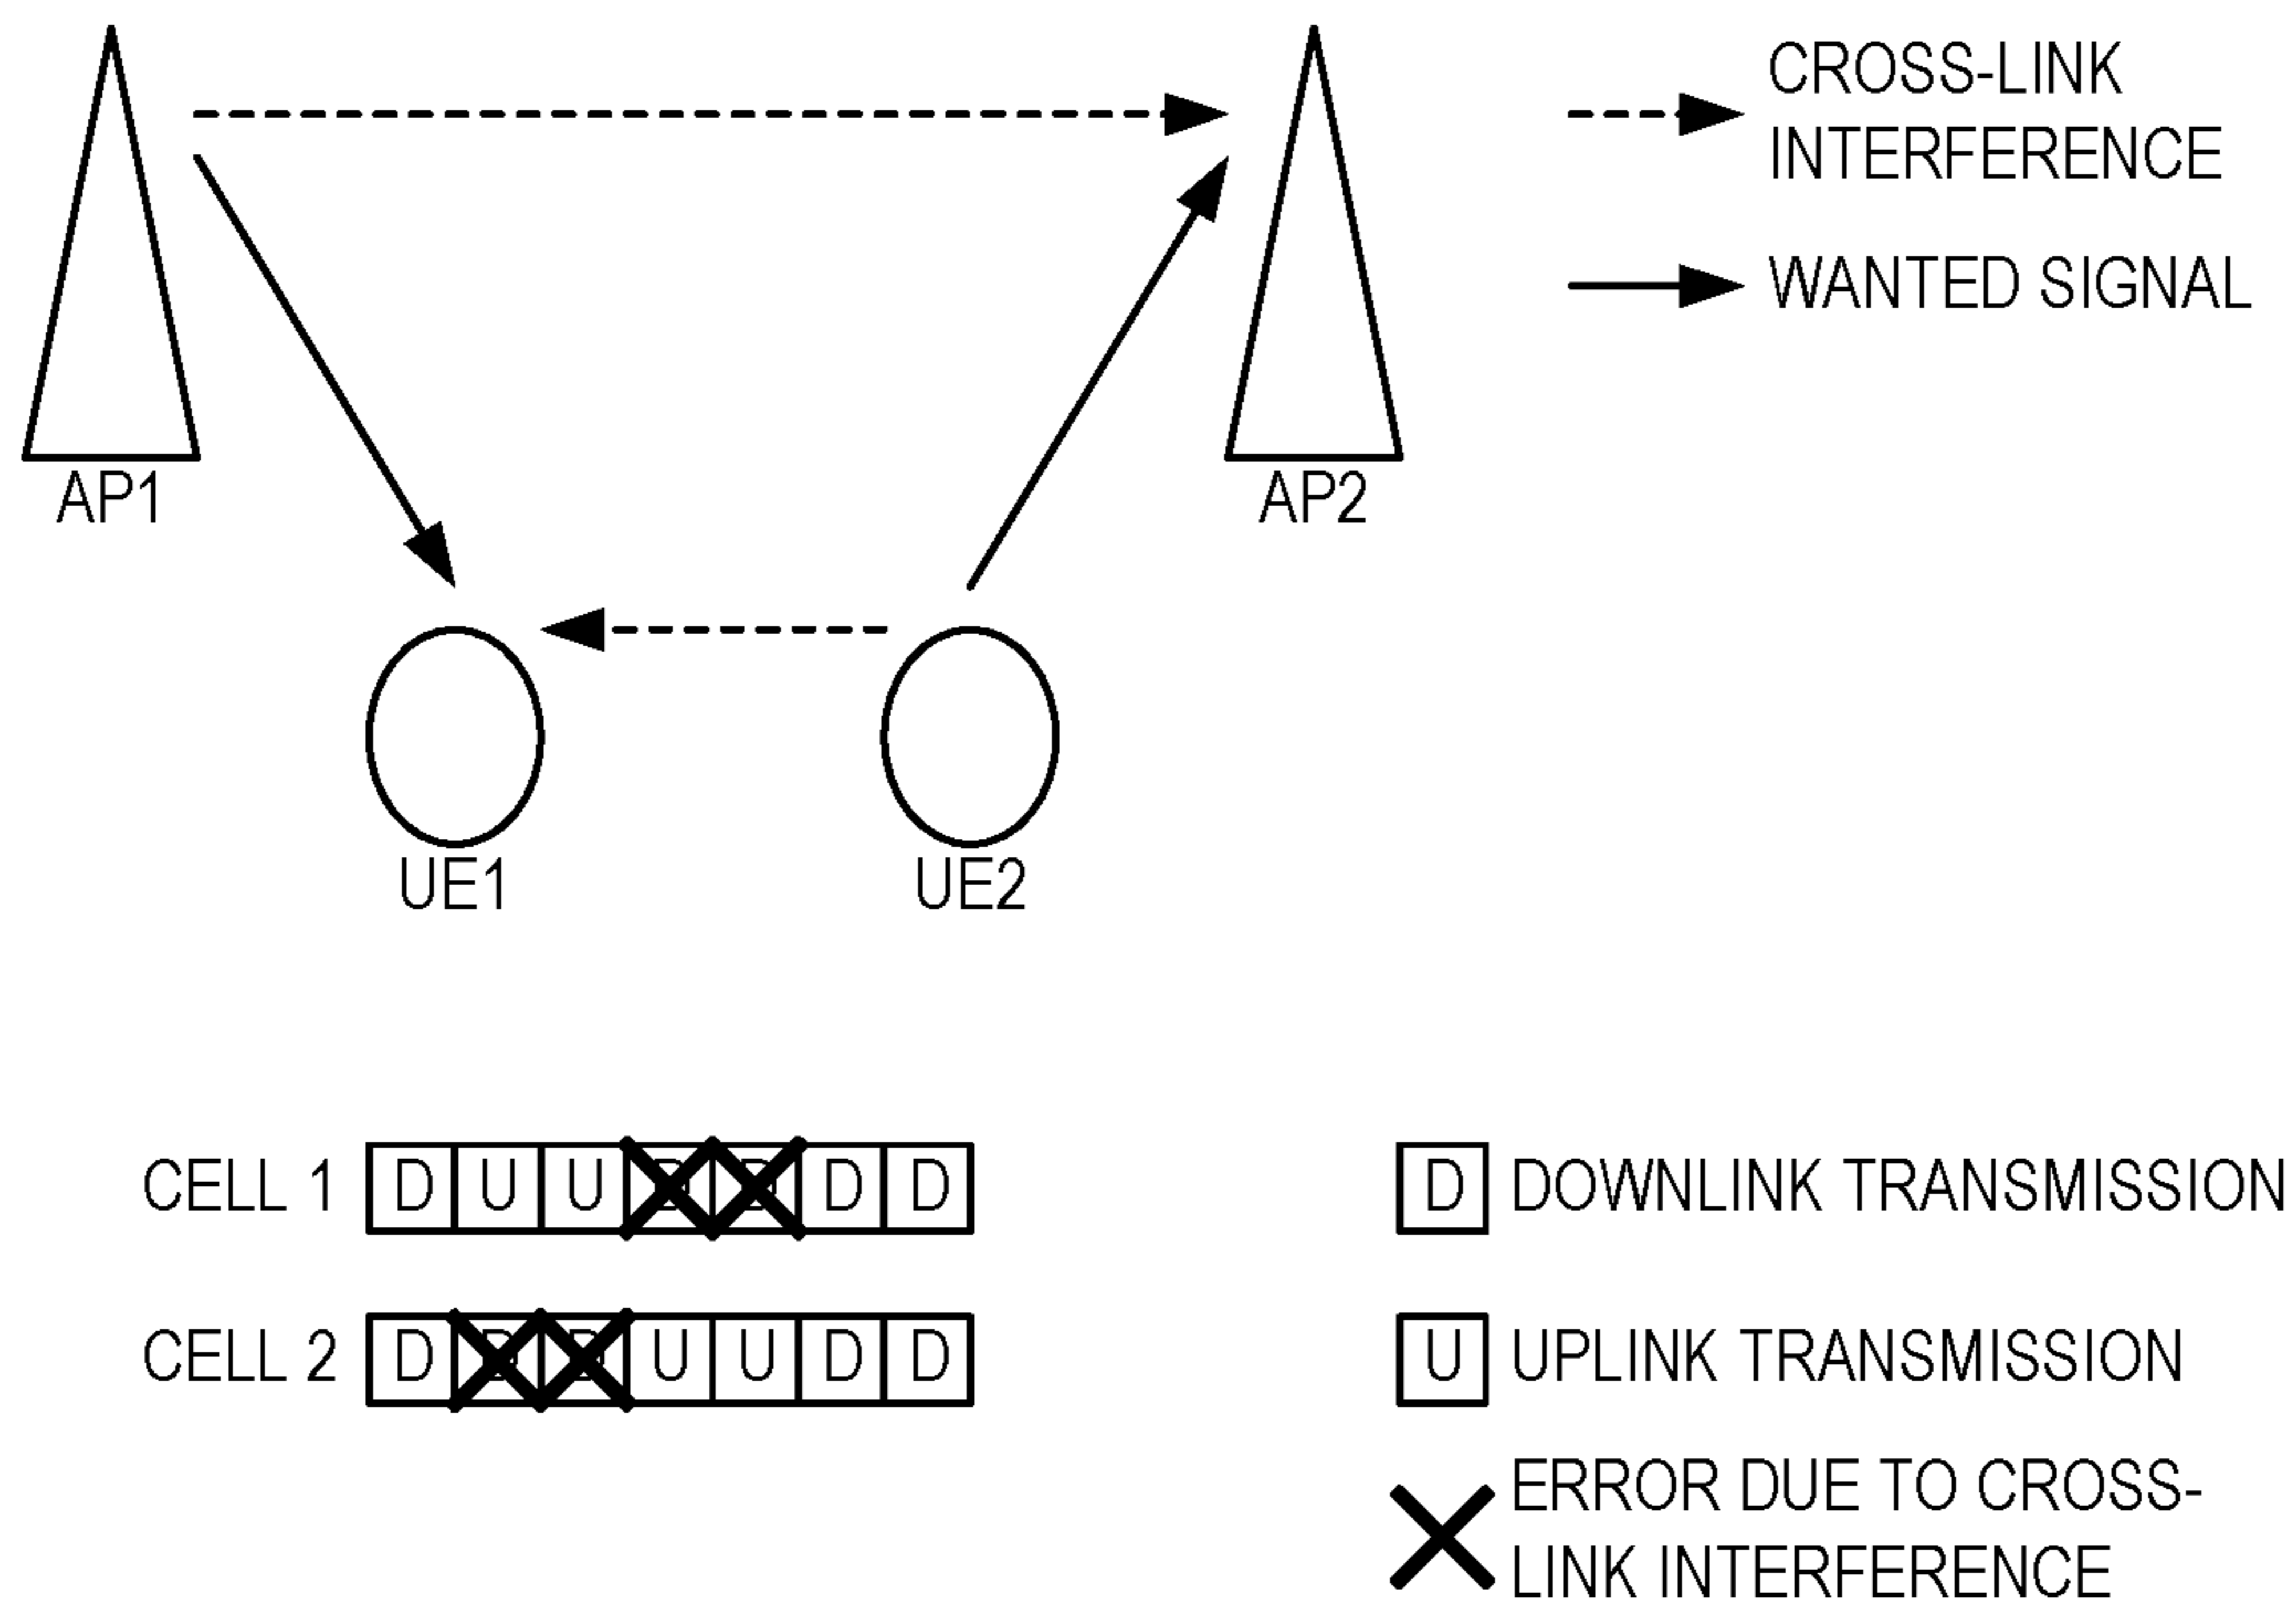 CROSS-LINK
INTERFERENCE
WANTED SIGNAL
AP1
AP2
UE1
UE2
CELL 1 D U U D D D D
D DOWNLINK TRANSMISSION
CELL 2 D D D U U D D
U UPLINK TRANSMISSION
ERROR DUE TO CROSS-
LINK INTERFERENCE